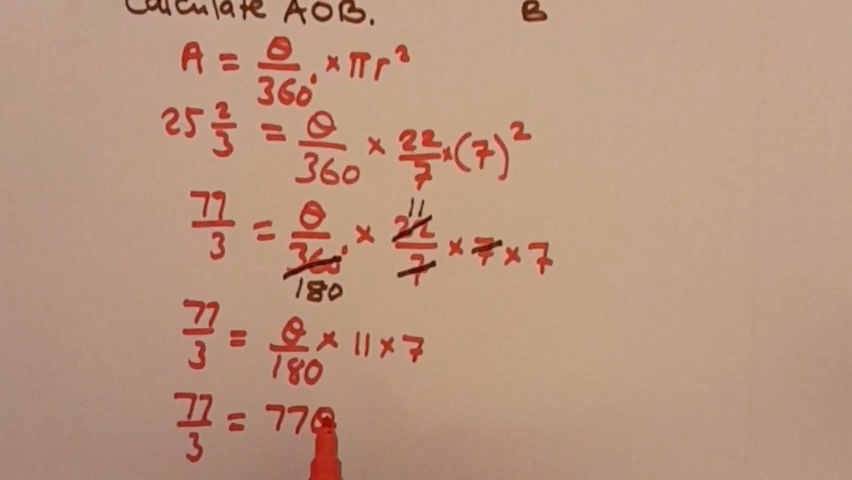 Calculate AOB. B
A = θ/360° × πr²
25 2/3 = θ/360 × 22/7 × (7)²
77/3 = θ/360° × 22/7 × 7 × 7
11
180
77/3 = θ/180 × 11 × 7
77/3 = 77θ